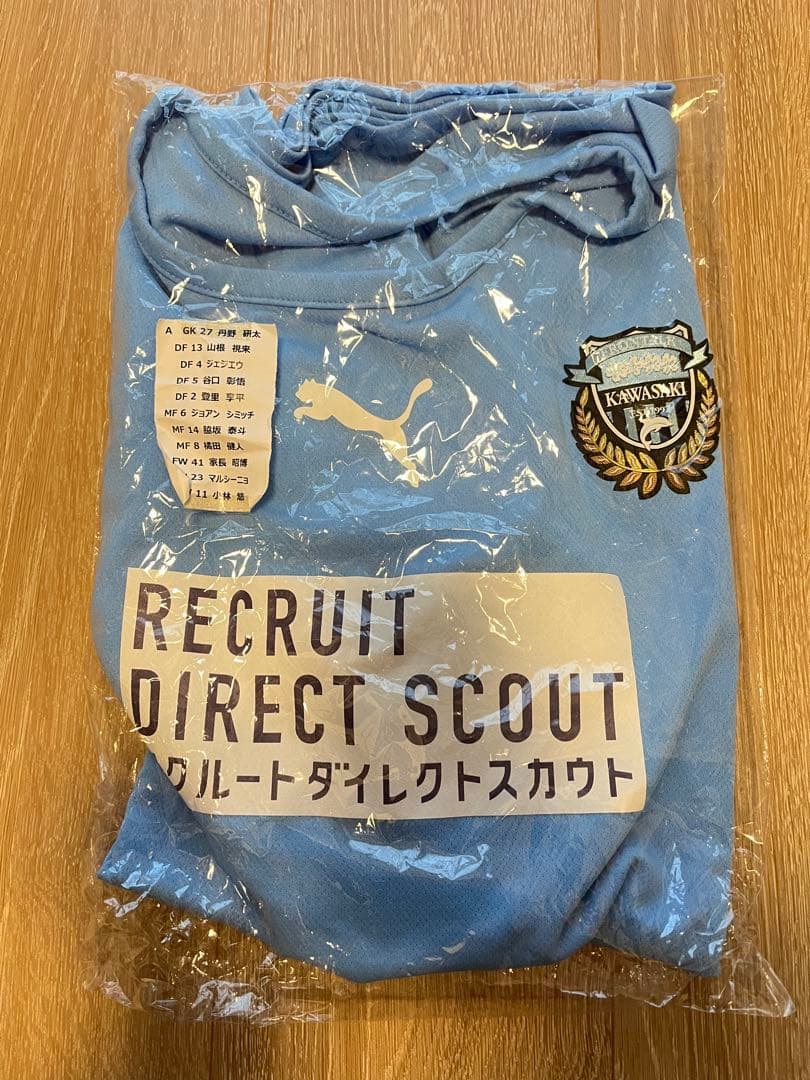 A GK 27 丹野 研太
DF 13 山根 視来
DF 4 ジェジエウ
DF 5 谷口 彰悟
DF 2 登里 享平
MF 6 ジョアン シミッチ
MF 14 脇坂 泰斗
MF 8 橘田 健人
FW 41 家長 昭博
23 マルシーニョ
11 小林 悠
KAWASAKI
RECRUIT
DIRECT SCOUT
クルートダイレクトスカウト